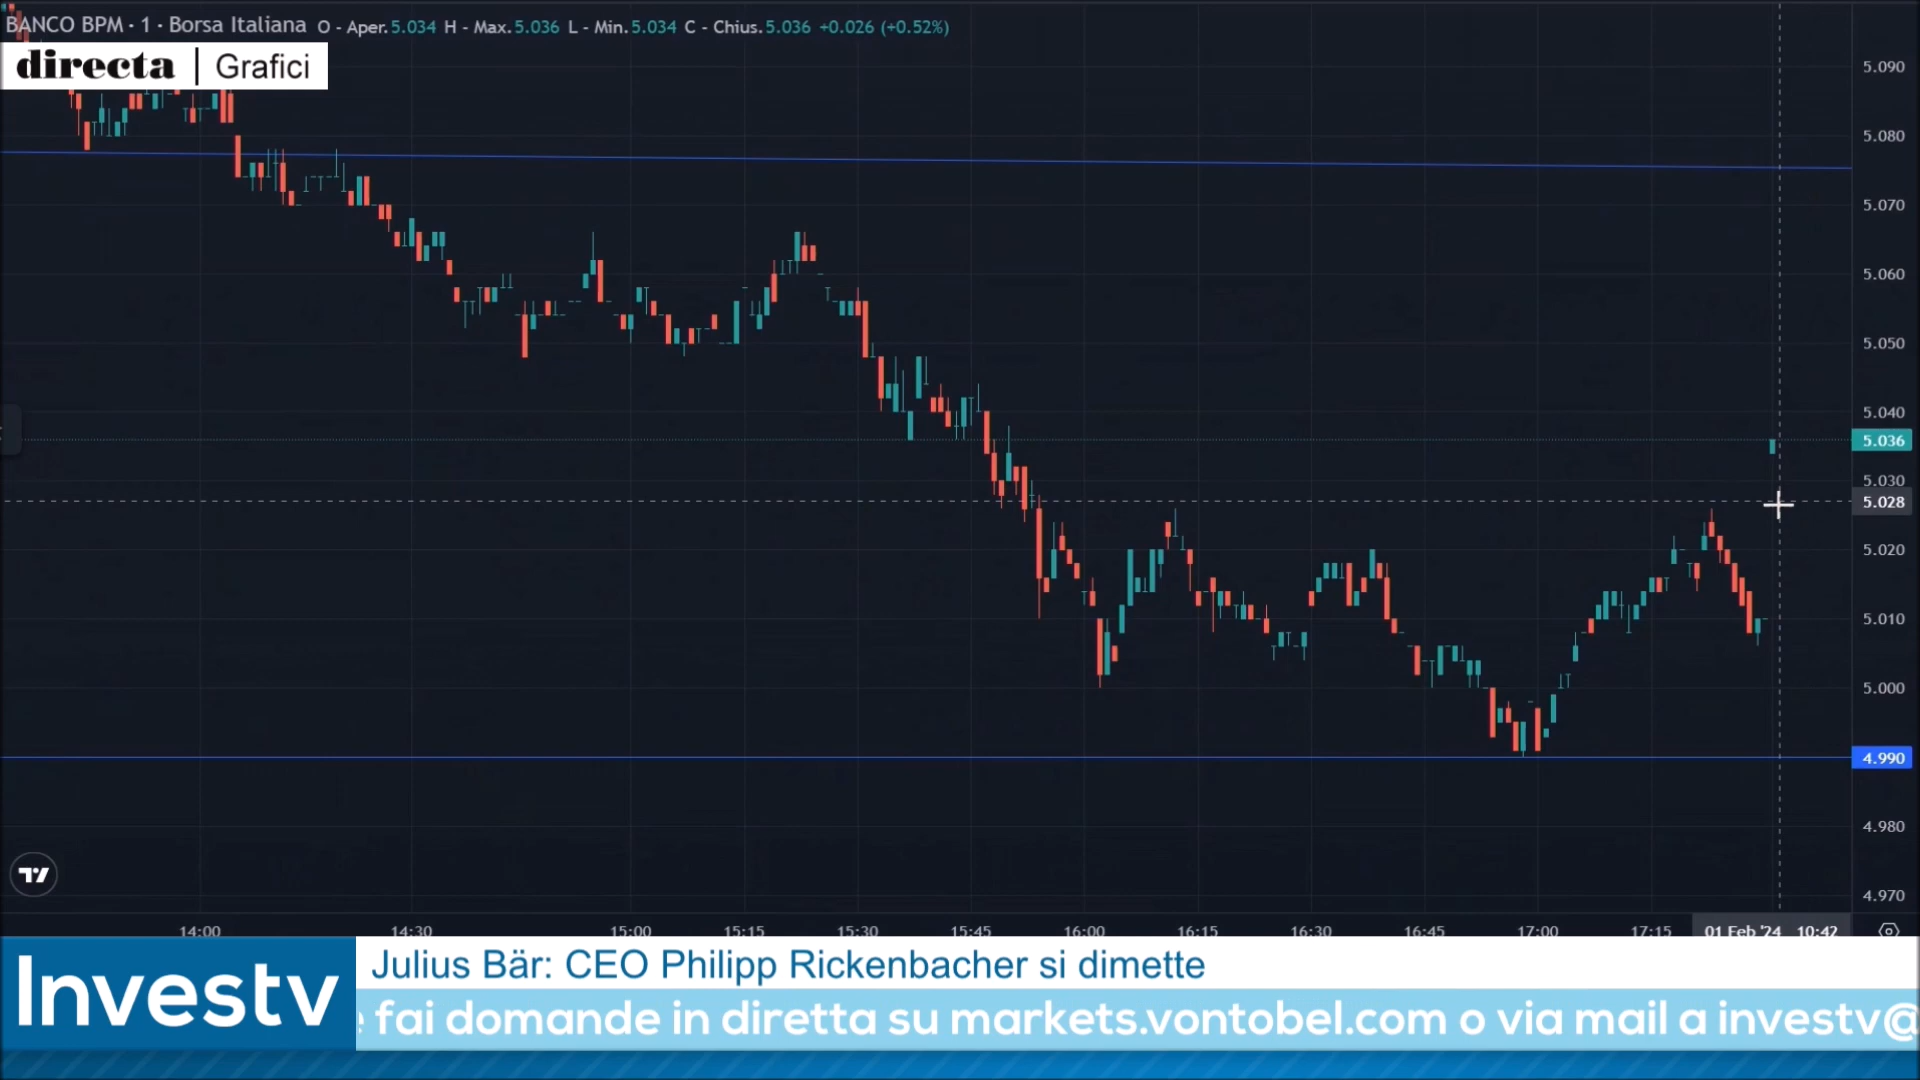 BANCO BPM · 1 · Borsa Italiana O - Aper.5.034 H - Max.5.036 L - Min.5.034 C - Chius.5.036 +0.026 (+0.52%)
directa | Grafici
5.090
5.080
5.070
5.060
5.050
5.040
5.036
5.030
5.028
5.020
5.010
5.000
4.990
4.980
4.970
14:00 14:30 15:00 15:15 15:30 15:45 16:00 16:15 16:30 16:45 17:00 17:15 01 Feb '24 10:42
Investv
Julius Bär: CEO Philipp Rickenbacher si dimette
e fai domande in diretta su markets.vontobel.com o via mail a investv@